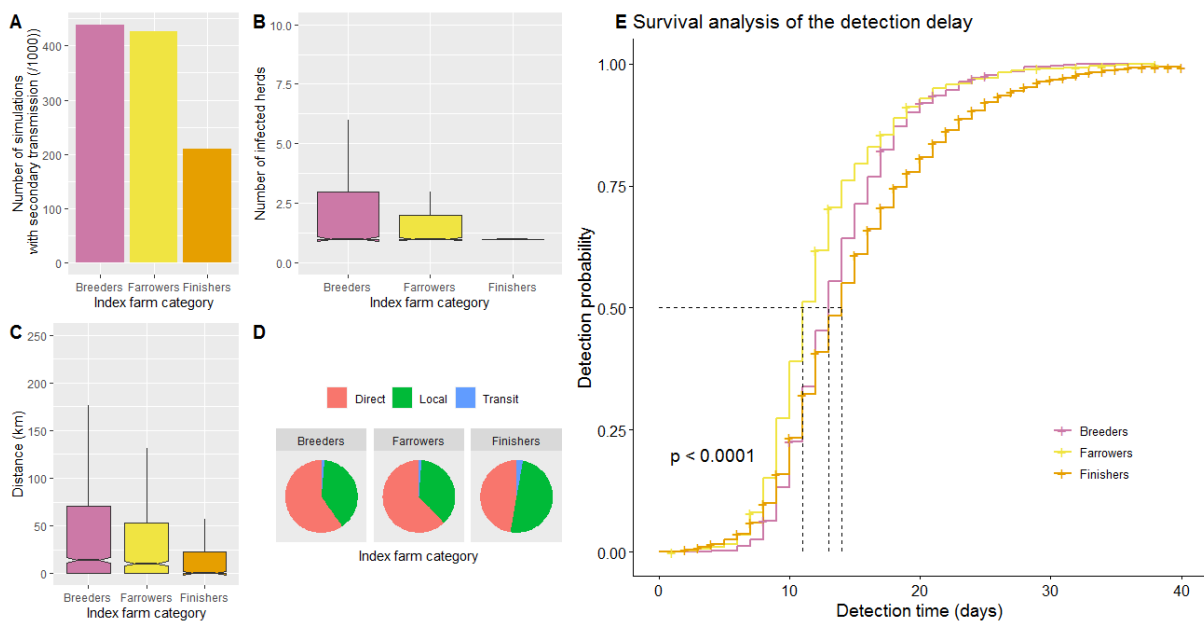 A
Number of simulations
with secondary transmission (/1000))
400
300
200
100
0
Breeders Farrowers Finishers
Index farm category
B
Number of infected herds
10.0
7.5
5.0
2.5
0.0
Breeders Farrowers Finishers
Index farm category
C
Distance (km)
250
200
150
100
50
0
Breeders Farrowers Finishers
Index farm category
D
Direct Local Transit
Breeders Farrowers Finishers
Index farm category
E Survival analysis of the detection delay
Detection probability
1.00
0.75
0.50
0.25
0.00
p < 0.0001
Breeders
Farrowers
Finishers
0 10 20 30 40
Detection time (days)